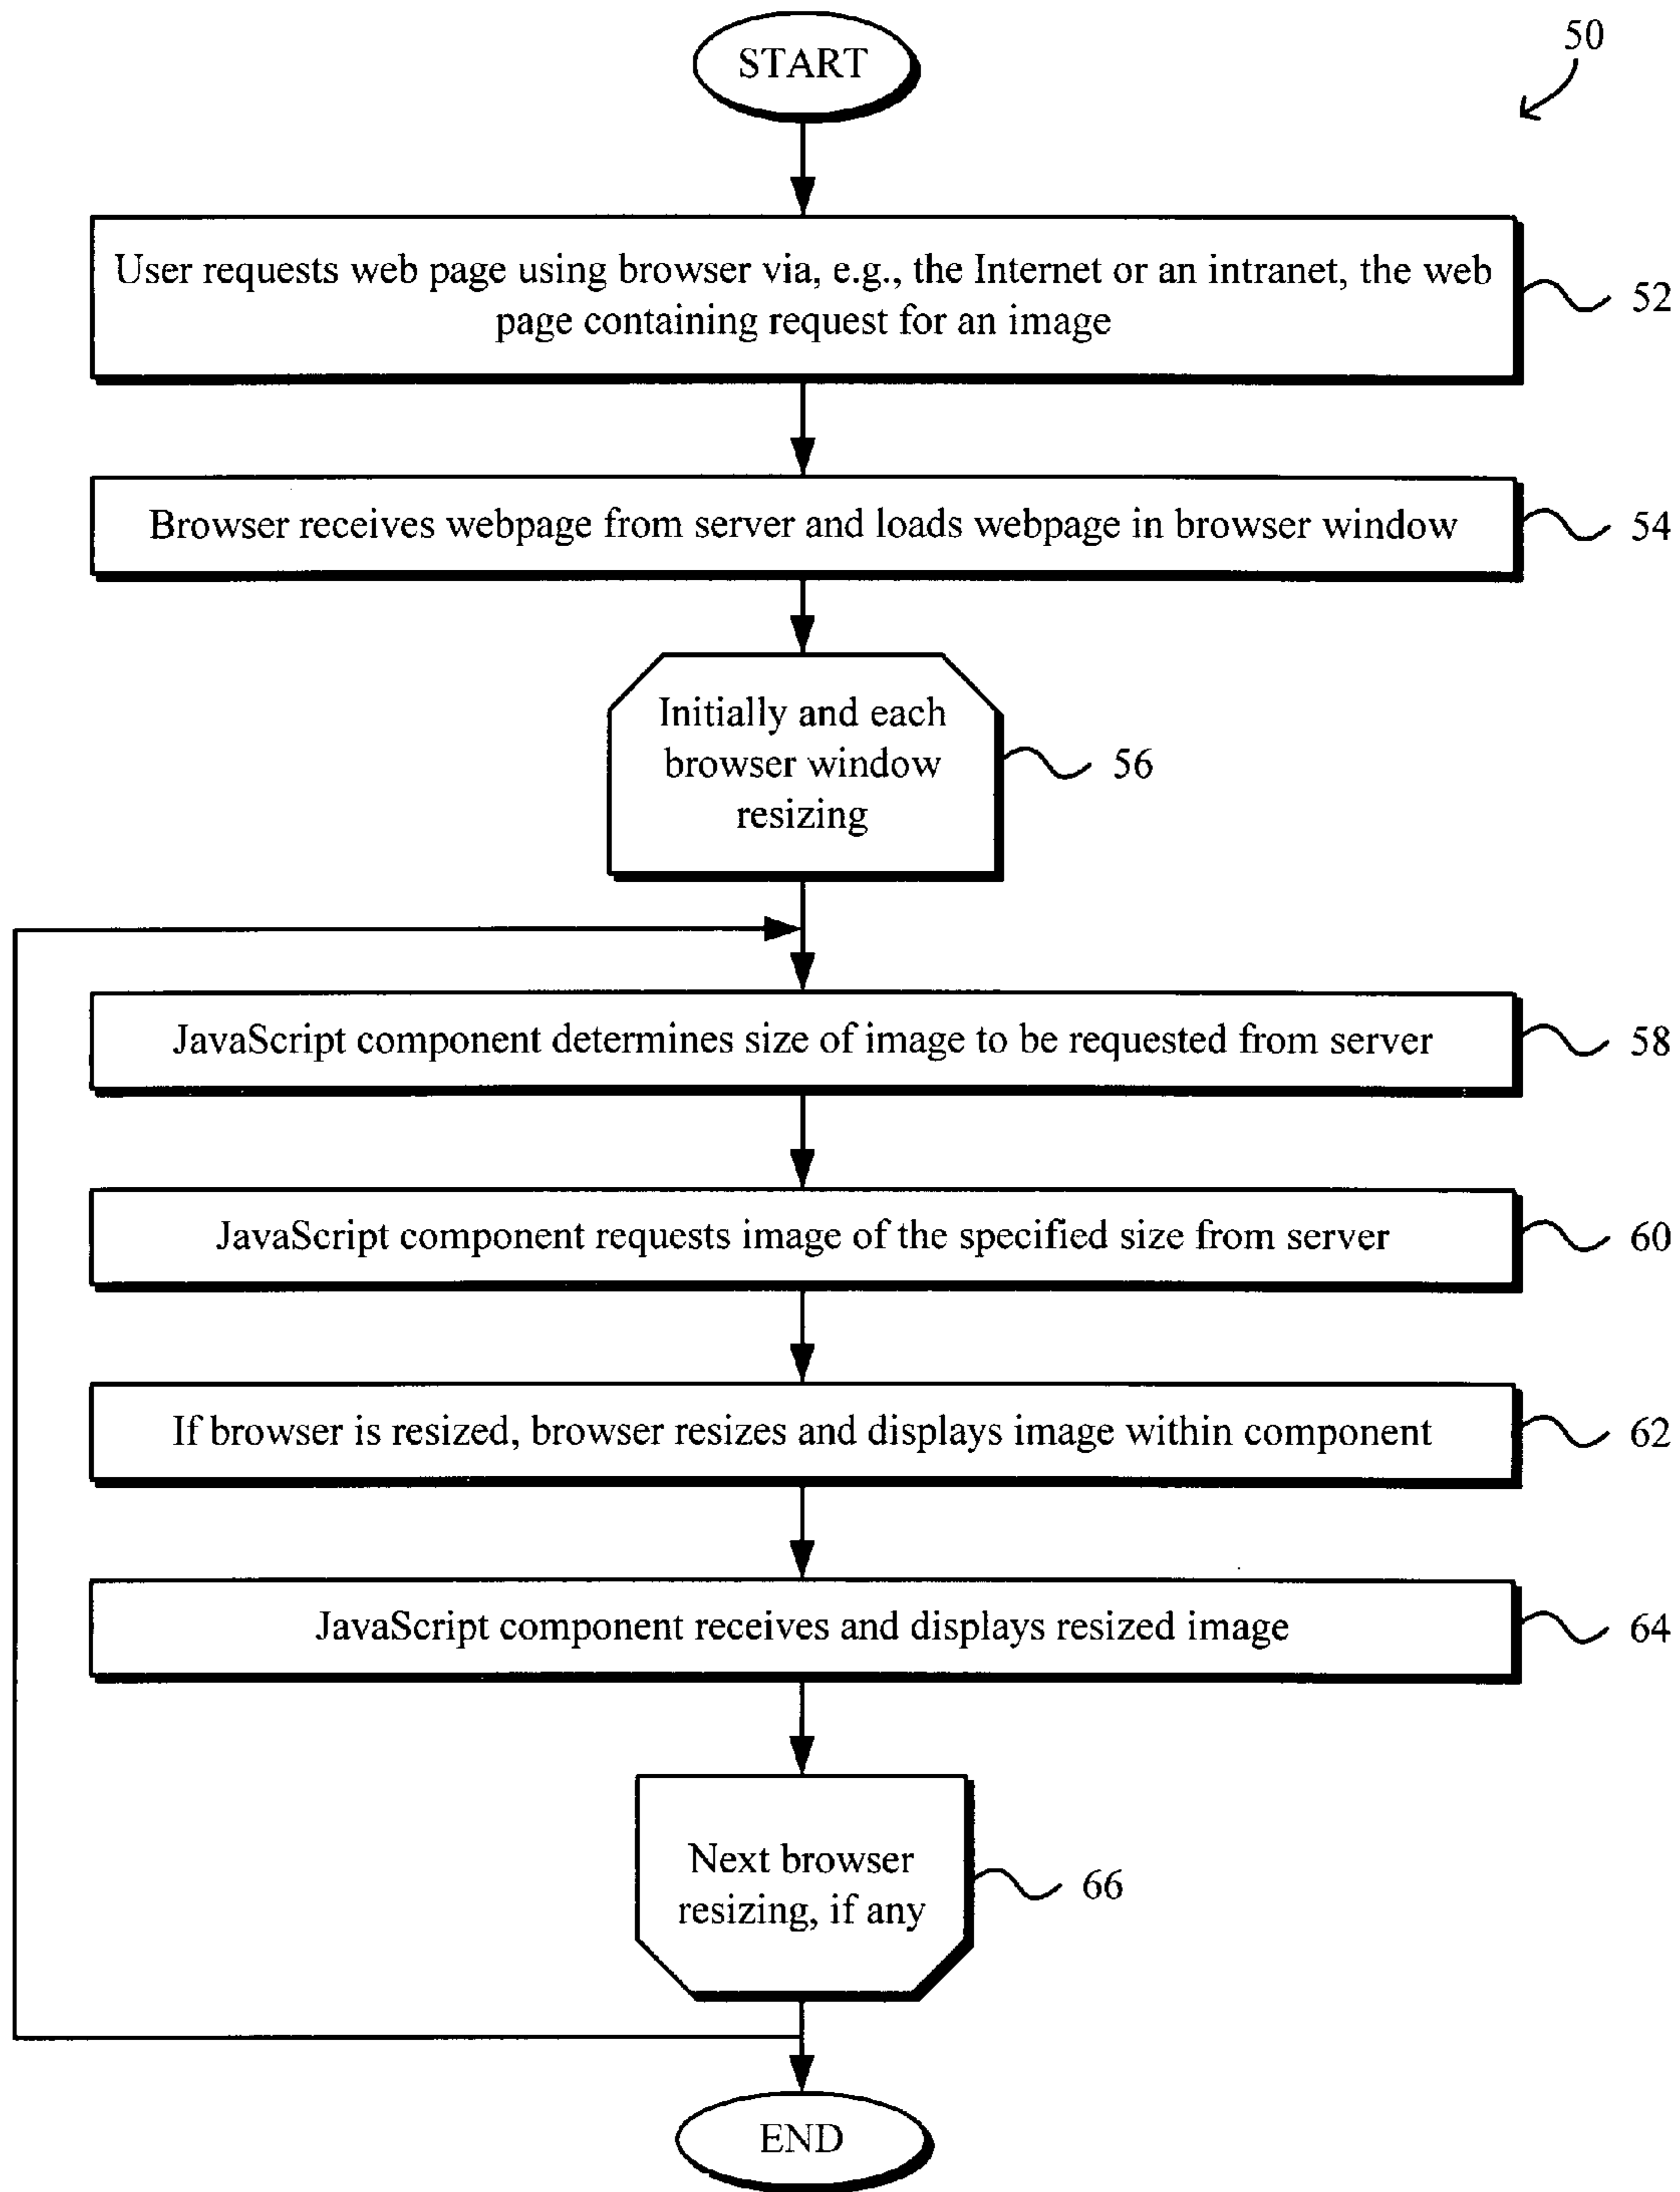 START
50
User requests web page using browser via, e.g., the Internet or an intranet, the web
page containing request for an image
52
Browser receives webpage from server and loads webpage in browser window
54
Initially and each
browser window
resizing
56
JavaScript component determines size of image to be requested from server
58
JavaScript component requests image of the specified size from server
60
If browser is resized, browser resizes and displays image within component
62
JavaScript component receives and displays resized image
64
Next browser
resizing, if any
66
END